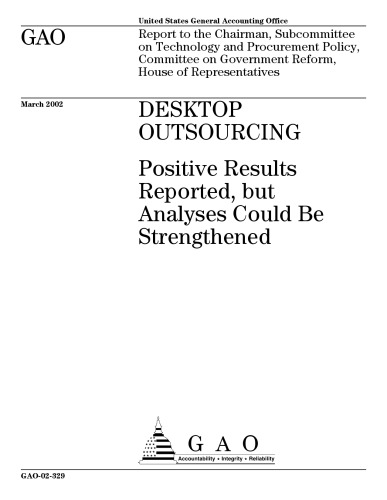 United States General Accounting Office
GAO
Report to the Chairman, Subcommittee
on Technology and Procurement Policy,
Committee on Government Reform,
House of Representatives
March 2002
DESKTOP
OUTSOURCING
Positive Results
Reported, but
Analyses Could Be
Strengthened
G A O
Accountability • Integrity • Reliability
GAO-02-329